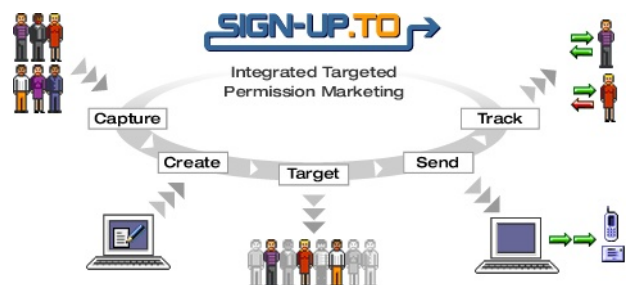 SIGN-UP.TO
Integrated Targeted
Permission Marketing
Capture
Track
Create
Send
Target